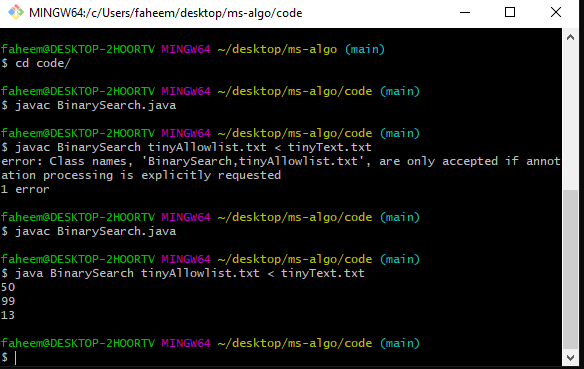 MINGW64:/c/Users/faheem/desktop/ms-algo/code
faheem@DESKTOP-2HOORTV MINGW64 ~/desktop/ms-algo (main)
$ cd code/
faheem@DESKTOP-2HOORTV MINGW64 ~/desktop/ms-algo/code (main)
$ javac BinarySearch.java
faheem@DESKTOP-2HOORTV MINGW64 ~/desktop/ms-algo/code (main)
$ javac BinarySearch tinyAllowlist.txt < tinyText.txt
error: Class names, 'BinarySearch,tinyAllowlist.txt', are only accepted if annot
ation processing is explicitly requested
1 error
faheem@DESKTOP-2HOORTV MINGW64 ~/desktop/ms-algo/code (main)
$ javac BinarySearch.java
faheem@DESKTOP-2HOORTV MINGW64 ~/desktop/ms-algo/code (main)
$ java BinarySearch tinyAllowlist.txt < tinyText.txt
50
99
13
faheem@DESKTOP-2HOORTV MINGW64 ~/desktop/ms-algo/code (main)
$